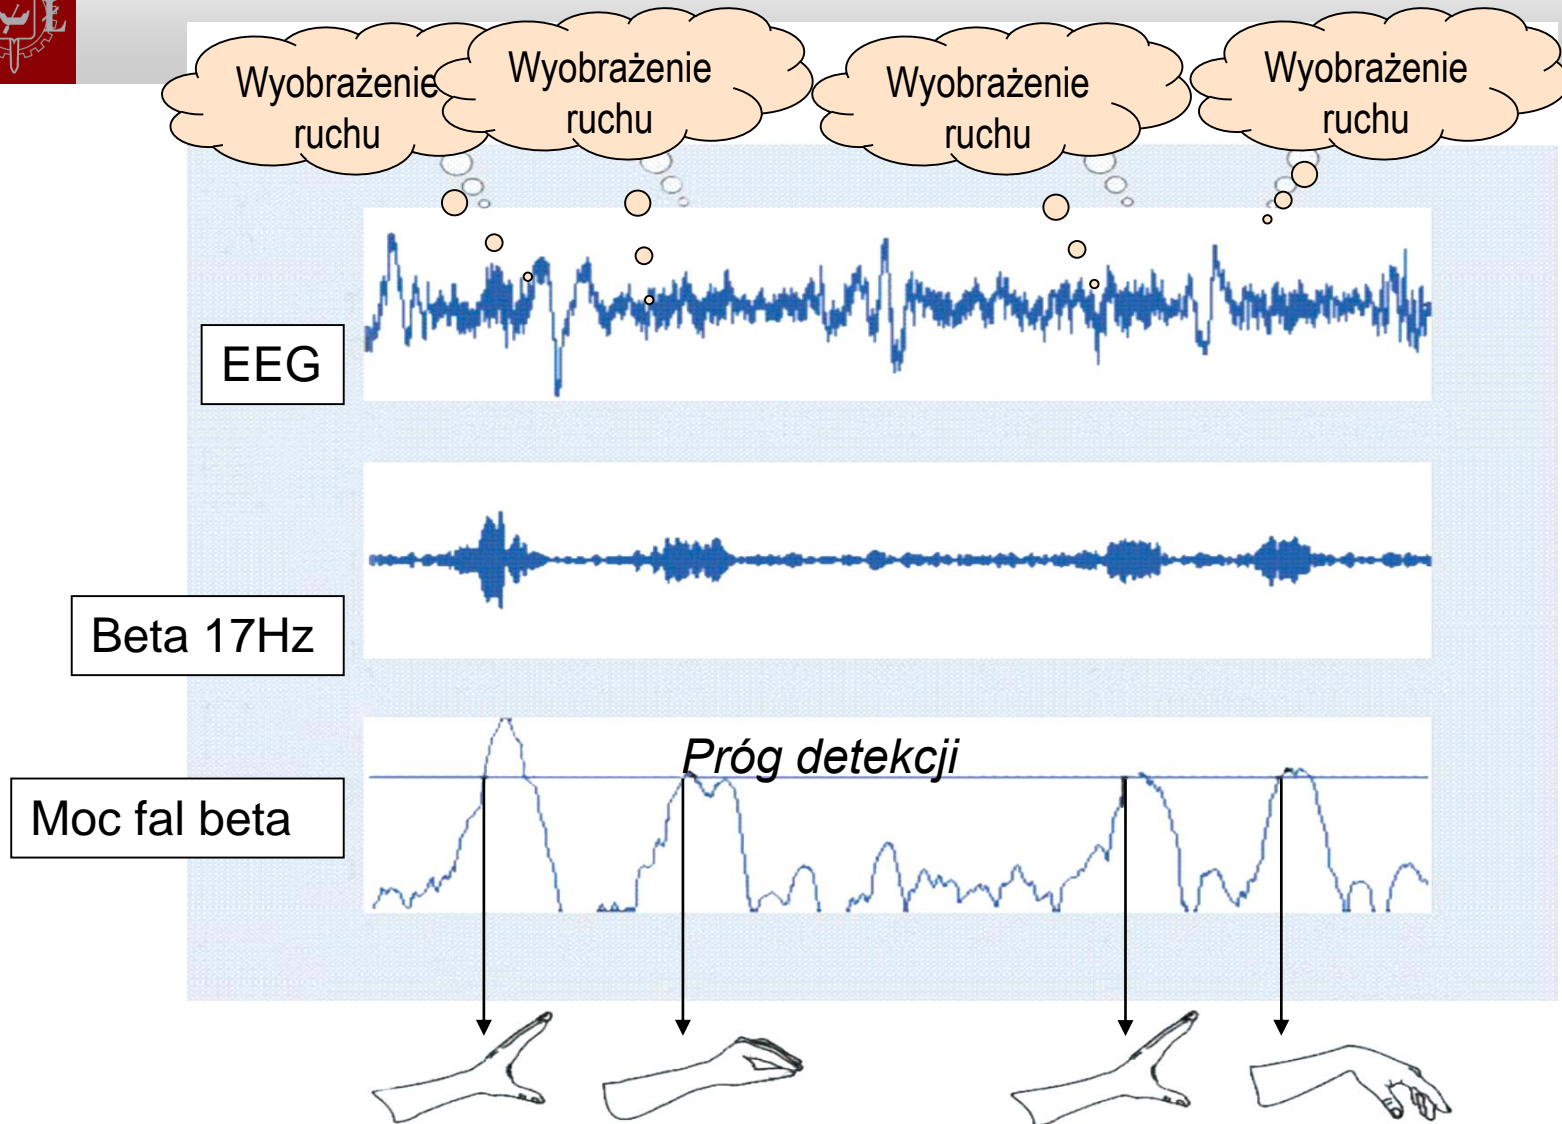 Wyobrażenie
ruchu
Wyobrażenie
ruchu
Wyobrażenie
ruchu
Wyobrażenie
ruchu
EEG
Beta 17Hz
Próg detekcji
Moc fal beta